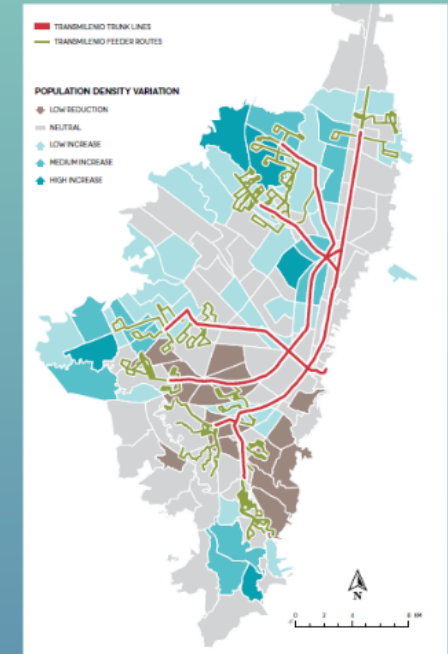 TRANSMILENIO TRUNK LINES
TRANSMILENIO FEEDER ROUTES
POPULATION DENSITY VARIATION
LOW REDUCTION
NEUTRAL
LOW INCREASE
MEDIUM INCREASE
HIGH INCREASE
N
0 2 4 8 KM